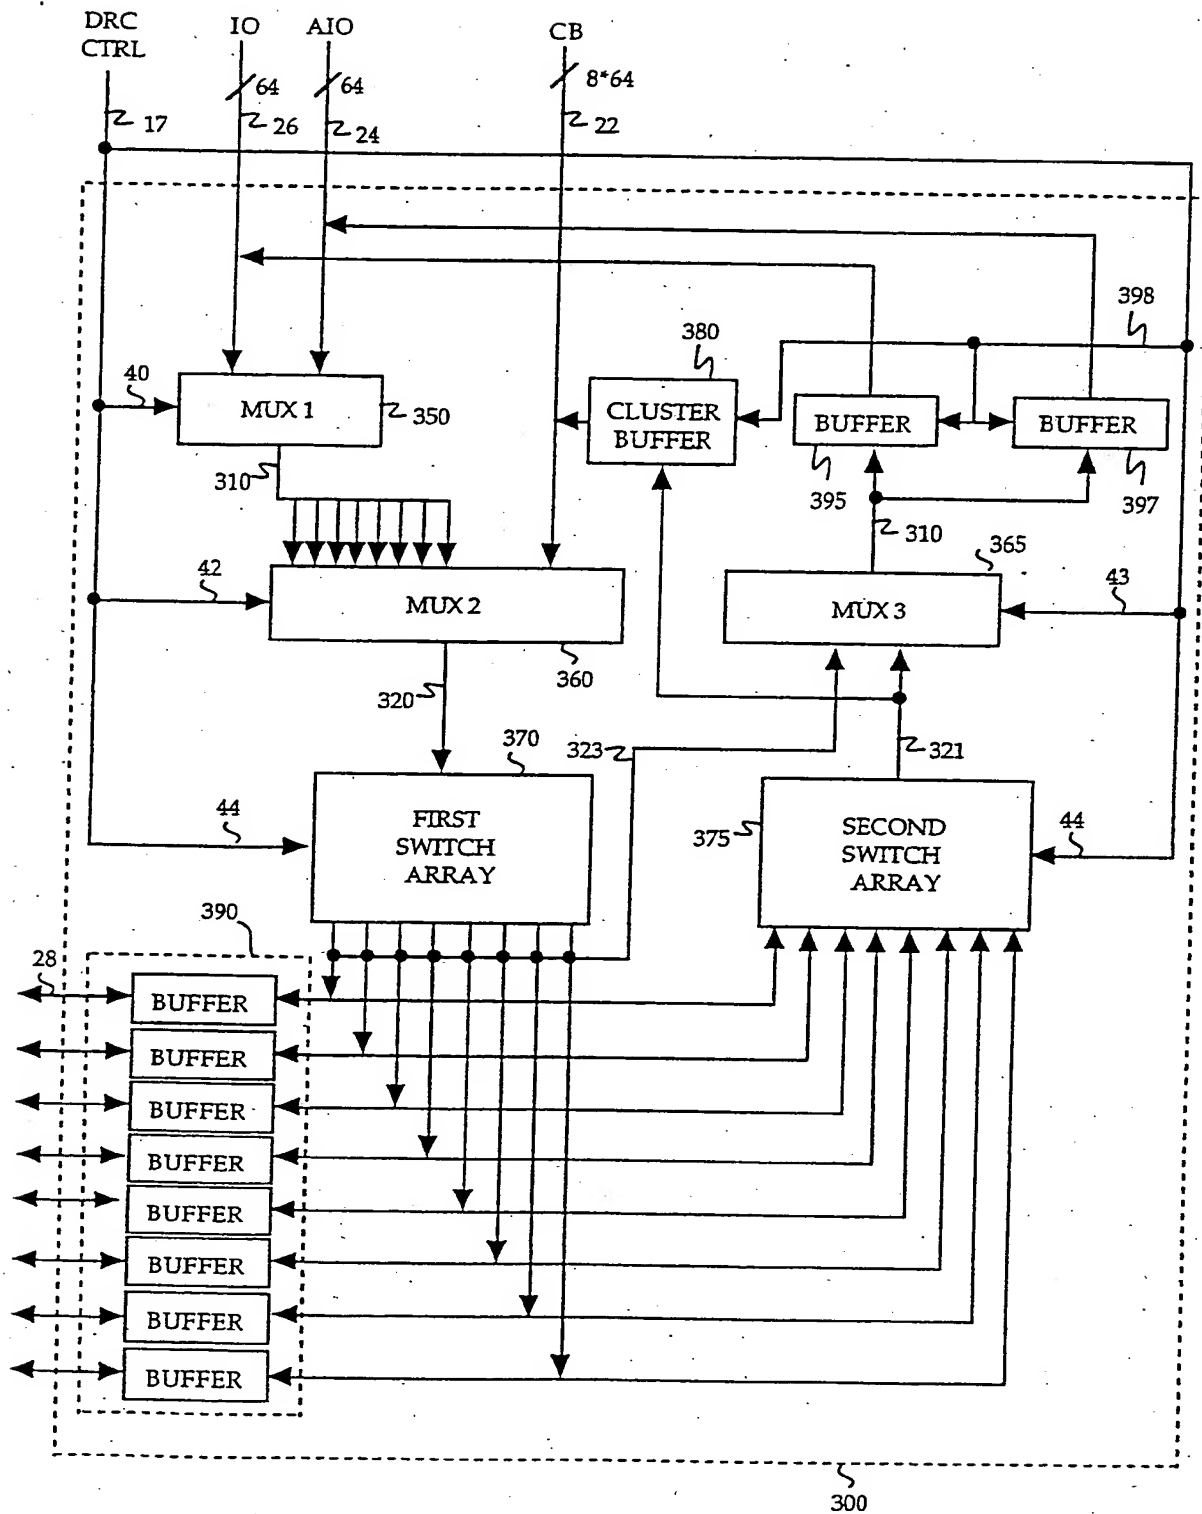 DRC
CTRL
IO
AIO
CB
64
64
8*64
17
26
24
22
398
380
40
MUX 1
350
CLUSTER
BUFFER
BUFFER
BUFFER
310
395
397
310
365
42
MUX 2
MUX 3
43
360
320
370
323
321
44
FIRST
SWITCH
ARRAY
375
SECOND
SWITCH
ARRAY
44
390
28
BUFFER
BUFFER
BUFFER
BUFFER
BUFFER
BUFFER
BUFFER
BUFFER
300